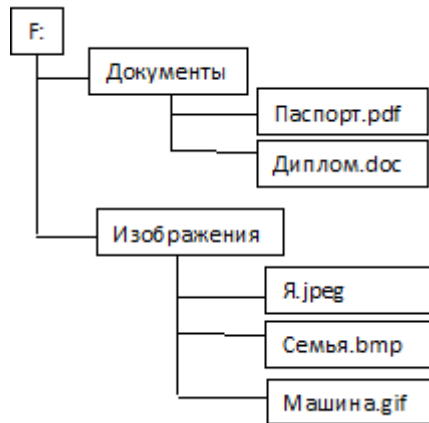 F:
Документы
Паспорт.pdf
Диплом.doc
Изображения
Я.jpeg
Семья.bmp
Машина.gif